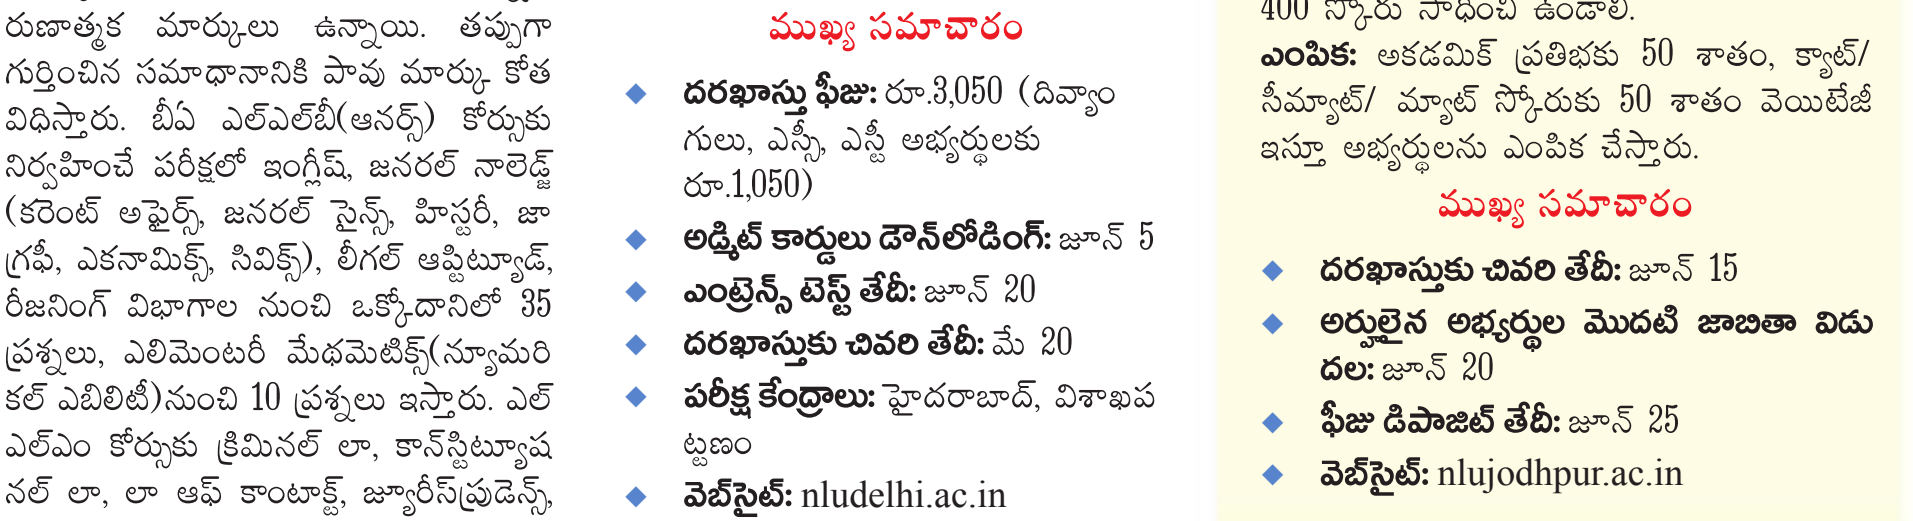 రుణాత్మక మార్కులు ఉన్నాయి. తప్పుగా
గుర్తించిన సమాధానానికి పావు మార్కు కోత
విధిస్తారు. బీఏ ఎల్ఎల్‌బీ(ఆనర్స్) కోర్సుకు
నిర్వహించే పరీక్షలో ఇంగ్లీష్, జనరల్ నాలెడ్జ్
(కరెంట్ అఫైర్స్, జనరల్ సైన్స్, హిస్టరీ, జా
గ్రఫీ, ఎకనామిక్స్, సివిక్స్), లీగల్ ఆప్టిట్యూడ్,
రీజనింగ్ విభాగాల నుంచి ఒక్కోదానిలో 35
ప్రశ్నలు, ఎలిమెంటరీ మేథమెటిక్స్(న్యూమరి
కల్ ఎబిలిటీ)నుంచి 10 ప్రశ్నలు ఇస్తారు. ఎల్
ఎల్ఎం కోర్సుకు క్రిమినల్ లా, కాన్‌స్టిట్యూష
నల్ లా, లా ఆఫ్ కాంటాక్ట్, జ్యూరీస్‌ప్రుడెన్స్,
ముఖ్య సమాచారం
◆ దరఖాస్తు ఫీజు: రూ.3,050 (దివ్యాం
గులు, ఎస్సీ, ఎస్టీ అభ్యర్థులకు
రూ.1,050)
◆ అడ్మిట్ కార్డులు డౌన్‌లోడింగ్: జూన్ 5
◆ ఎంట్రెన్స్ టెస్ట్ తేదీ: జూన్ 20
◆ దరఖాస్తుకు చివరి తేదీ: మే 20
◆ పరీక్ష కేంద్రాలు: హైదరాబాద్, విశాఖప
ట్టణం
◆ వెబ్‌సైట్: nludelhi.ac.in
400 స్కోరు సాధించి ఉండాలి.
ఎంపిక: అకడమిక్ ప్రతిభకు 50 శాతం, క్యాట్/
సీమ్యాట్/ మ్యాట్ స్కోరుకు 50 శాతం వెయిటేజీ
ఇస్తూ అభ్యర్థులను ఎంపిక చేస్తారు.
ముఖ్య సమాచారం
◆ దరఖాస్తుకు చివరి తేదీ: జూన్ 15
◆ అర్హులైన అభ్యర్థుల మొదటి జాబితా విడు
దల: జూన్ 20
◆ ఫీజు డిపాజిట్ తేదీ: జూన్ 25
◆ వెబ్‌సైట్: nlujodhpur.ac.in